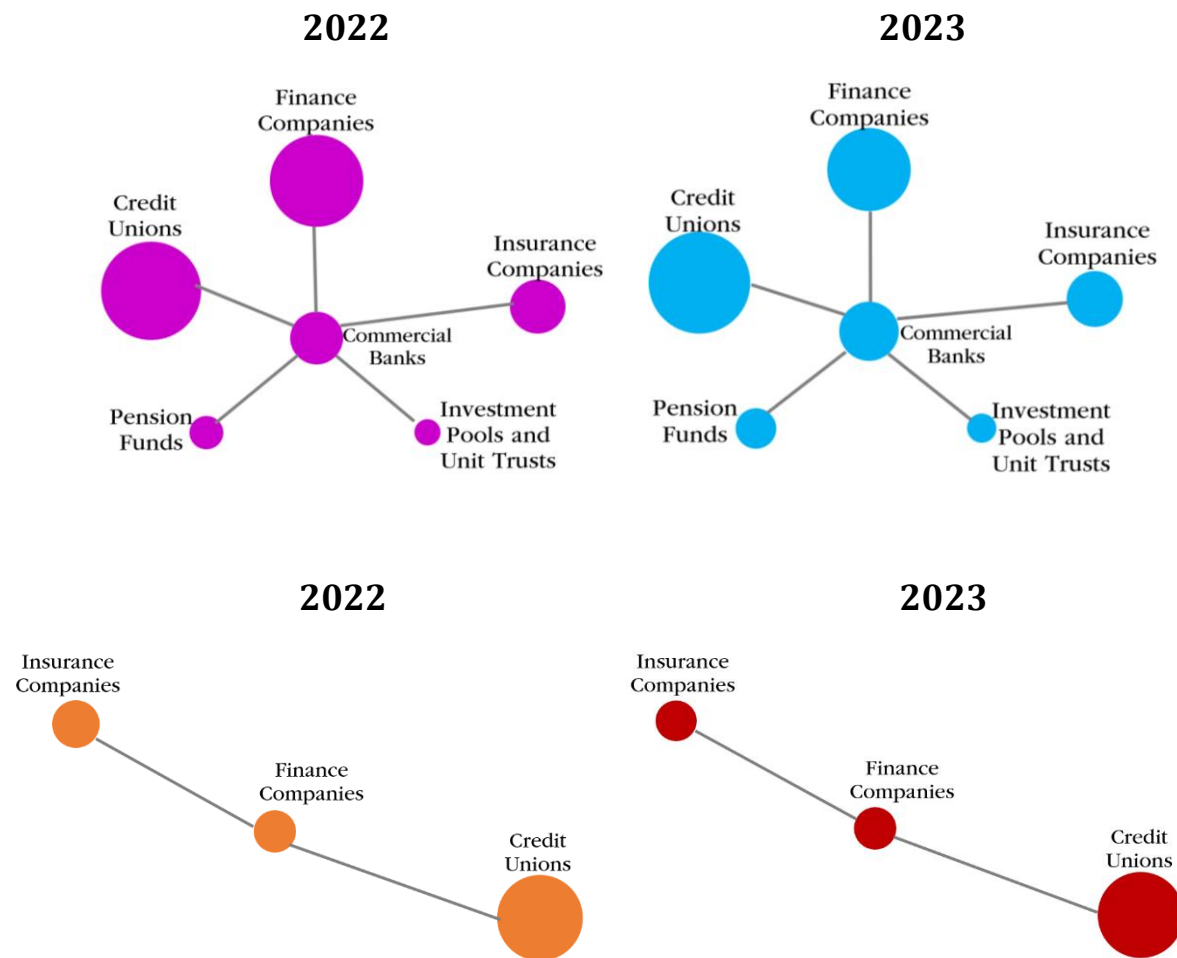 2022
2023
Finance
Companies
Credit
Unions
Insurance
Companies
Commercial
Banks
Pension
Funds
Investment
Pools and
Unit Trusts
Finance
Companies
Credit
Unions
Insurance
Companies
Commercial
Banks
Pension
Funds
Investment
Pools and
Unit Trusts
2022
2023
Insurance
Companies
Finance
Companies
Credit
Unions
Insurance
Companies
Finance
Companies
Credit
Unions